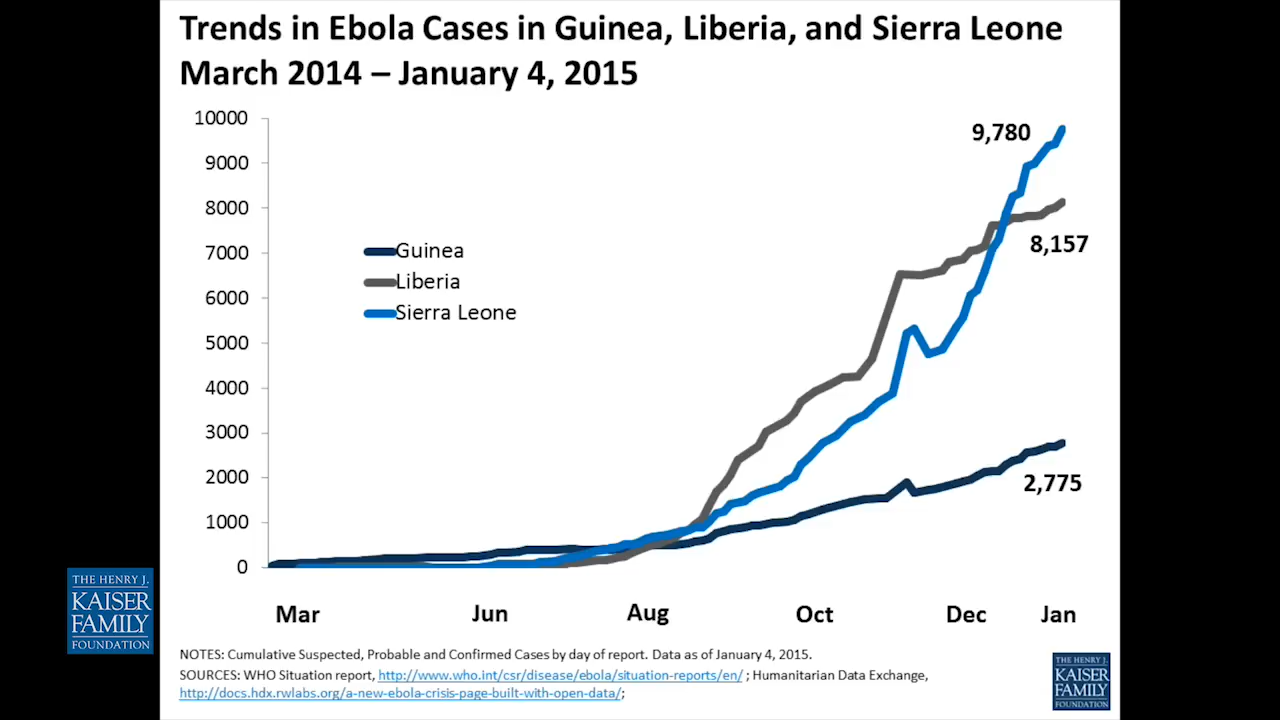 Trends in Ebola Cases in Guinea, Liberia, and Sierra Leone
March 2014 – January 4, 2015
10000
9000
8000
7000
6000
5000
4000
3000
2000
1000
0
9,780
8,157
2,775
Guinea
Liberia
Sierra Leone
Mar Jun Aug Oct Dec Jan
NOTES: Cumulative Suspected, Probable and Confirmed Cases by day of report. Data as of January 4, 2015.
SOURCES: WHO Situation report, http://www.who.int/csr/disease/ebola/situation-reports/en/ ; Humanitarian Data Exchange,
http://docs.hdx.rwlabs.org/a-new-ebola-crisis-page-built-with-open-data/;
THE HENRY J.
KAISER
FAMILY
FOUNDATION
THE HENRY J.
KAISER
FAMILY
FOUNDATION